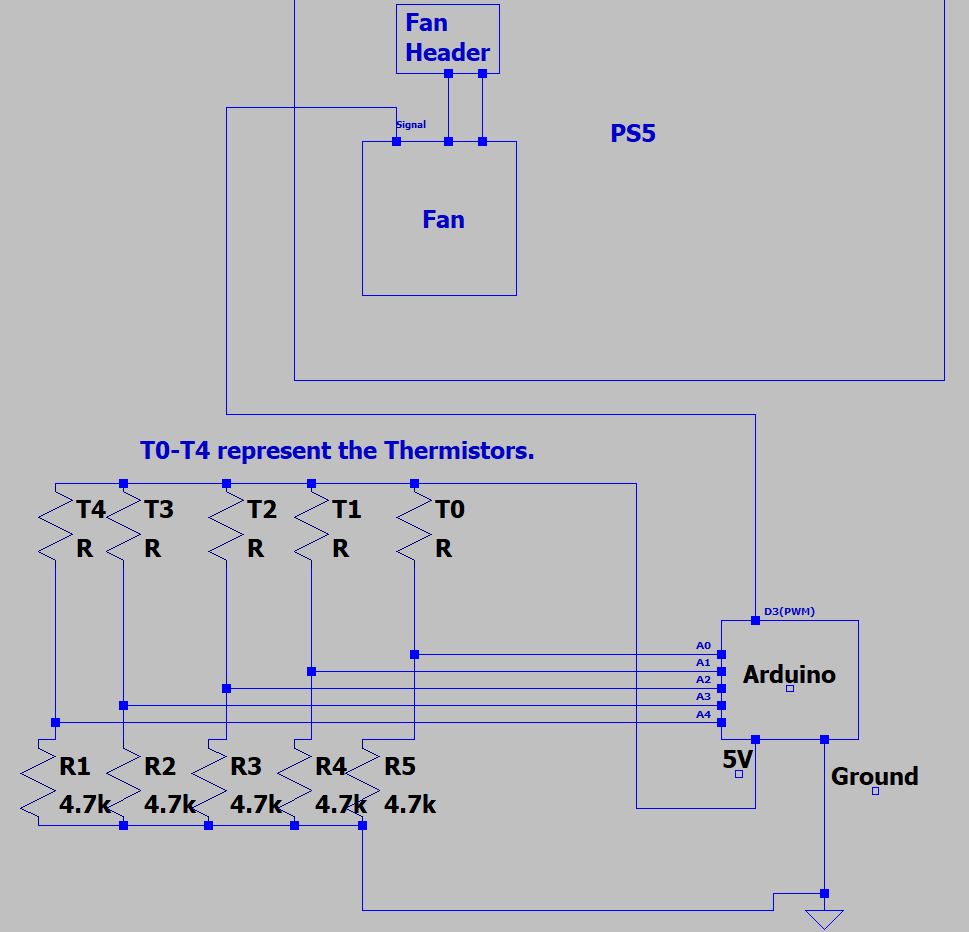 Fan
Header
Signal
PS5
Fan
T0-T4 represent the Thermistors.
T4 T3 T2 T1 T0
R R R R R
D3(PWM)
A0
A1
A2
A3
A4
Arduino
5V
Ground
R1 R2 R3 R4 R5
4.7k 4.7k 4.7k 4.7k 4.7k